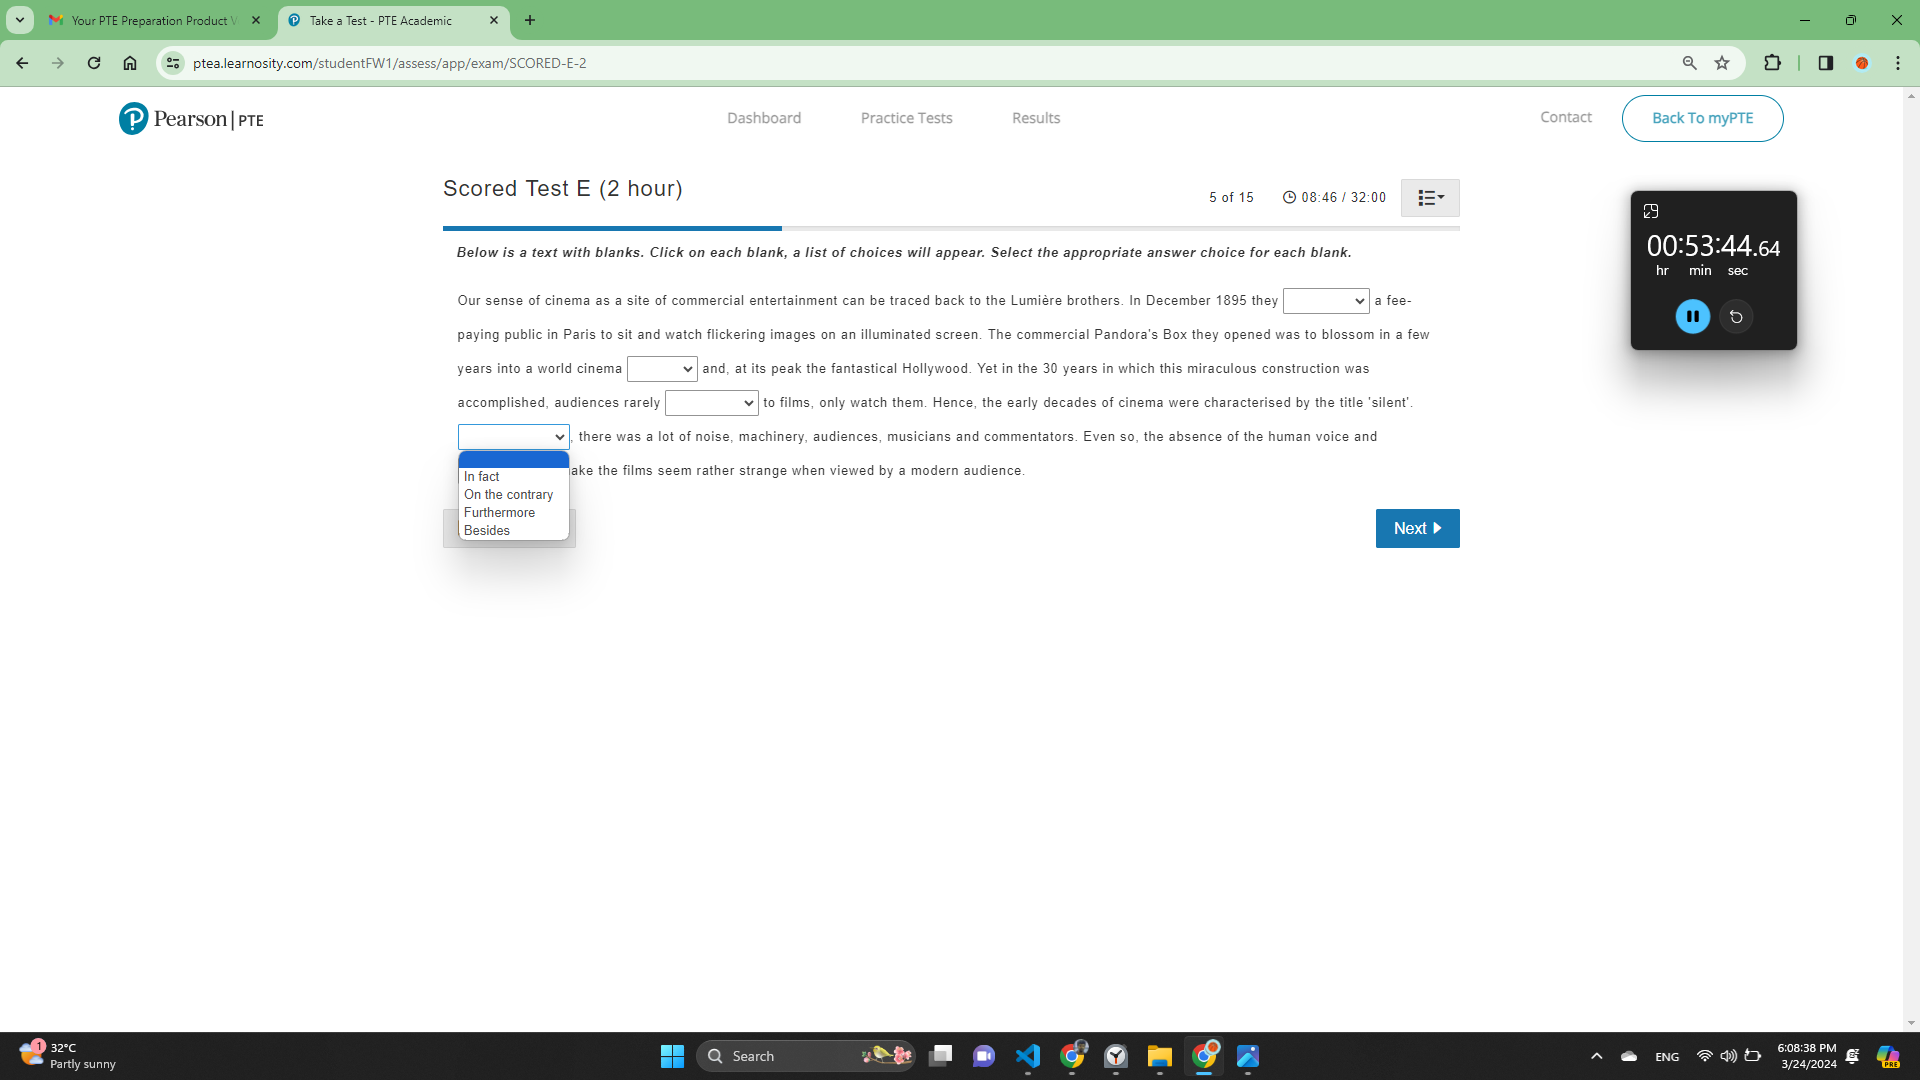 Your PTE Preparation Product V
Take a Test - PTE Academic
ptea.learnosity.com/studentFW1/assess/app/exam/SCORED-E-2
Pearson | PTE
Dashboard
Practice Tests
Results
Contact
Back To myPTE
Scored Test E (2 hour)
5 of 15
08:46 / 32:00
00:53:44.64
hr min sec
Below is a text with blanks. Click on each blank, a list of choices will appear. Select the appropriate answer choice for each blank.
Our sense of cinema as a site of commercial entertainment can be traced back to the Lumière brothers. In December 1895 they a fee-
paying public in Paris to sit and watch flickering images on an illuminated screen. The commercial Pandora's Box they opened was to blossom in a few
years into a world cinema and, at its peak the fantastical Hollywood. Yet in the 30 years in which this miraculous construction was
accomplished, audiences rarely to films, only watch them. Hence, the early decades of cinema were characterised by the title 'silent'.
, there was a lot of noise, machinery, audiences, musicians and commentators. Even so, the absence of the human voice and
ake the films seem rather strange when viewed by a modern audience.
In fact
On the contrary
Furthermore
Besides
Next
1
32°C
Partly sunny
Search
ENG
6:08:38 PM
3/24/2024
PRE